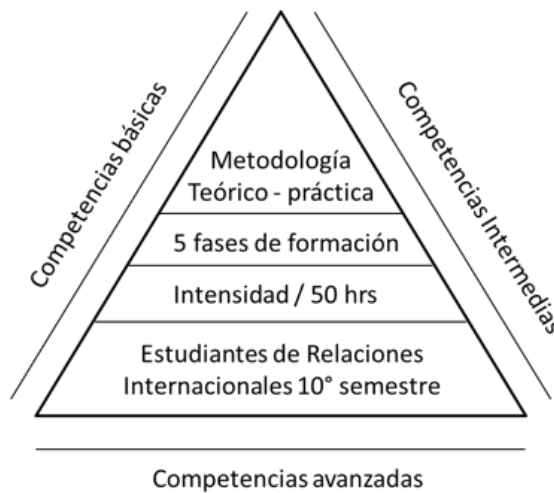 Competencias básicas
Competencias Intermedias
Metodología
Teórico - práctica
5 fases de formación
Intensidad / 50 hrs
Estudiantes de Relaciones
Internacionales 10° semestre
Competencias avanzadas